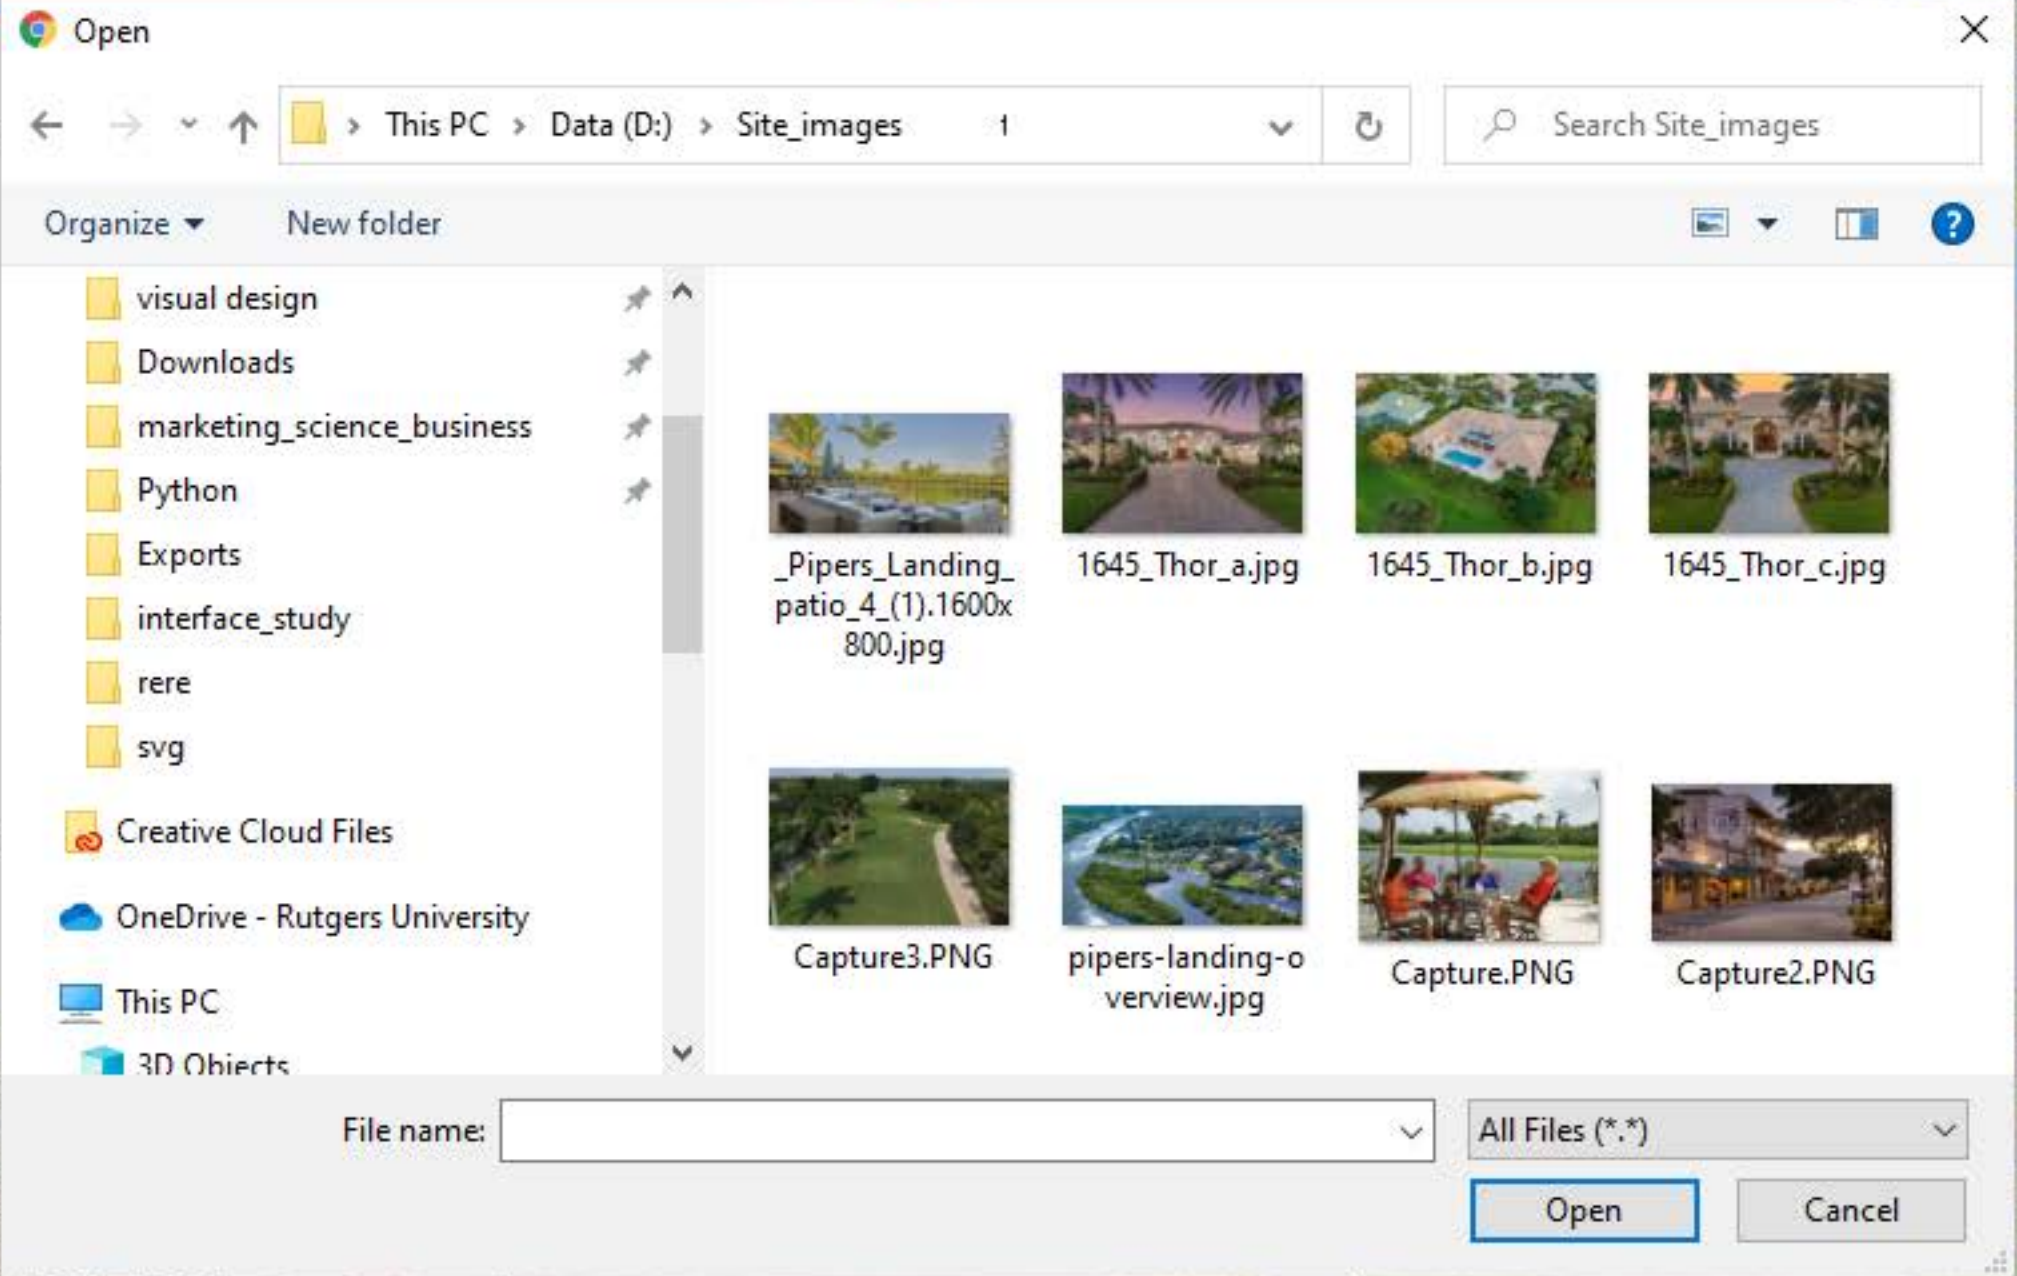 Open
This PC > Data (D:) > Site_images 1
Search Site_images
Organize
New folder
?
visual design
Downloads
marketing_science_business
Python
Exports
interface_study
rere
svg
Creative Cloud Files
OneDrive - Rutgers University
This PC
3D Objects
_Pipers_Landing_
patio_4_(1).1600x
800.jpg
1645_Thor_a.jpg
1645_Thor_b.jpg
1645_Thor_c.jpg
Capture3.PNG
pipers-landing-o
verview.jpg
Capture.PNG
Capture2.PNG
File name:
All Files (*.*)
Open
Cancel